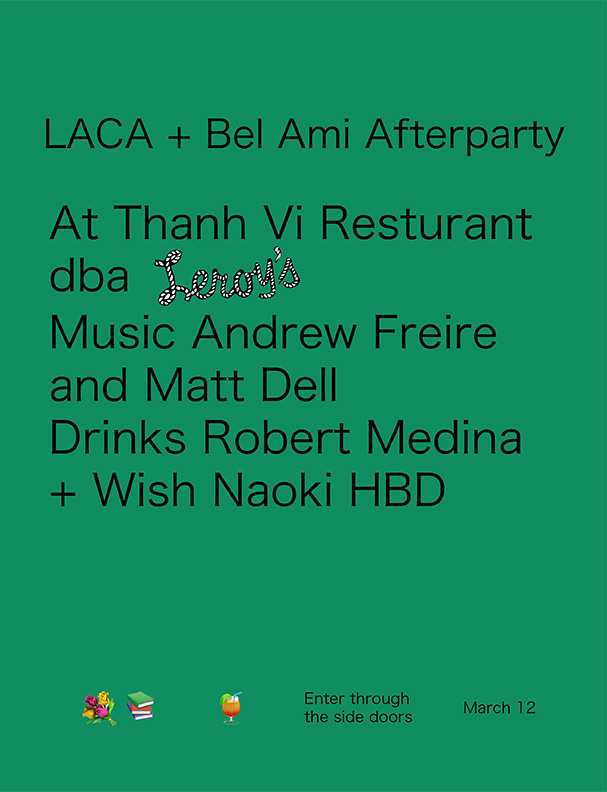 LACA + Bel Ami Afterparty
At Thanh Vi Resturant
dba Leroy's
Music Andrew Freire
and Matt Dell
Drinks Robert Medina
+ Wish Naoki HBD
Enter through
the side doors
March 12